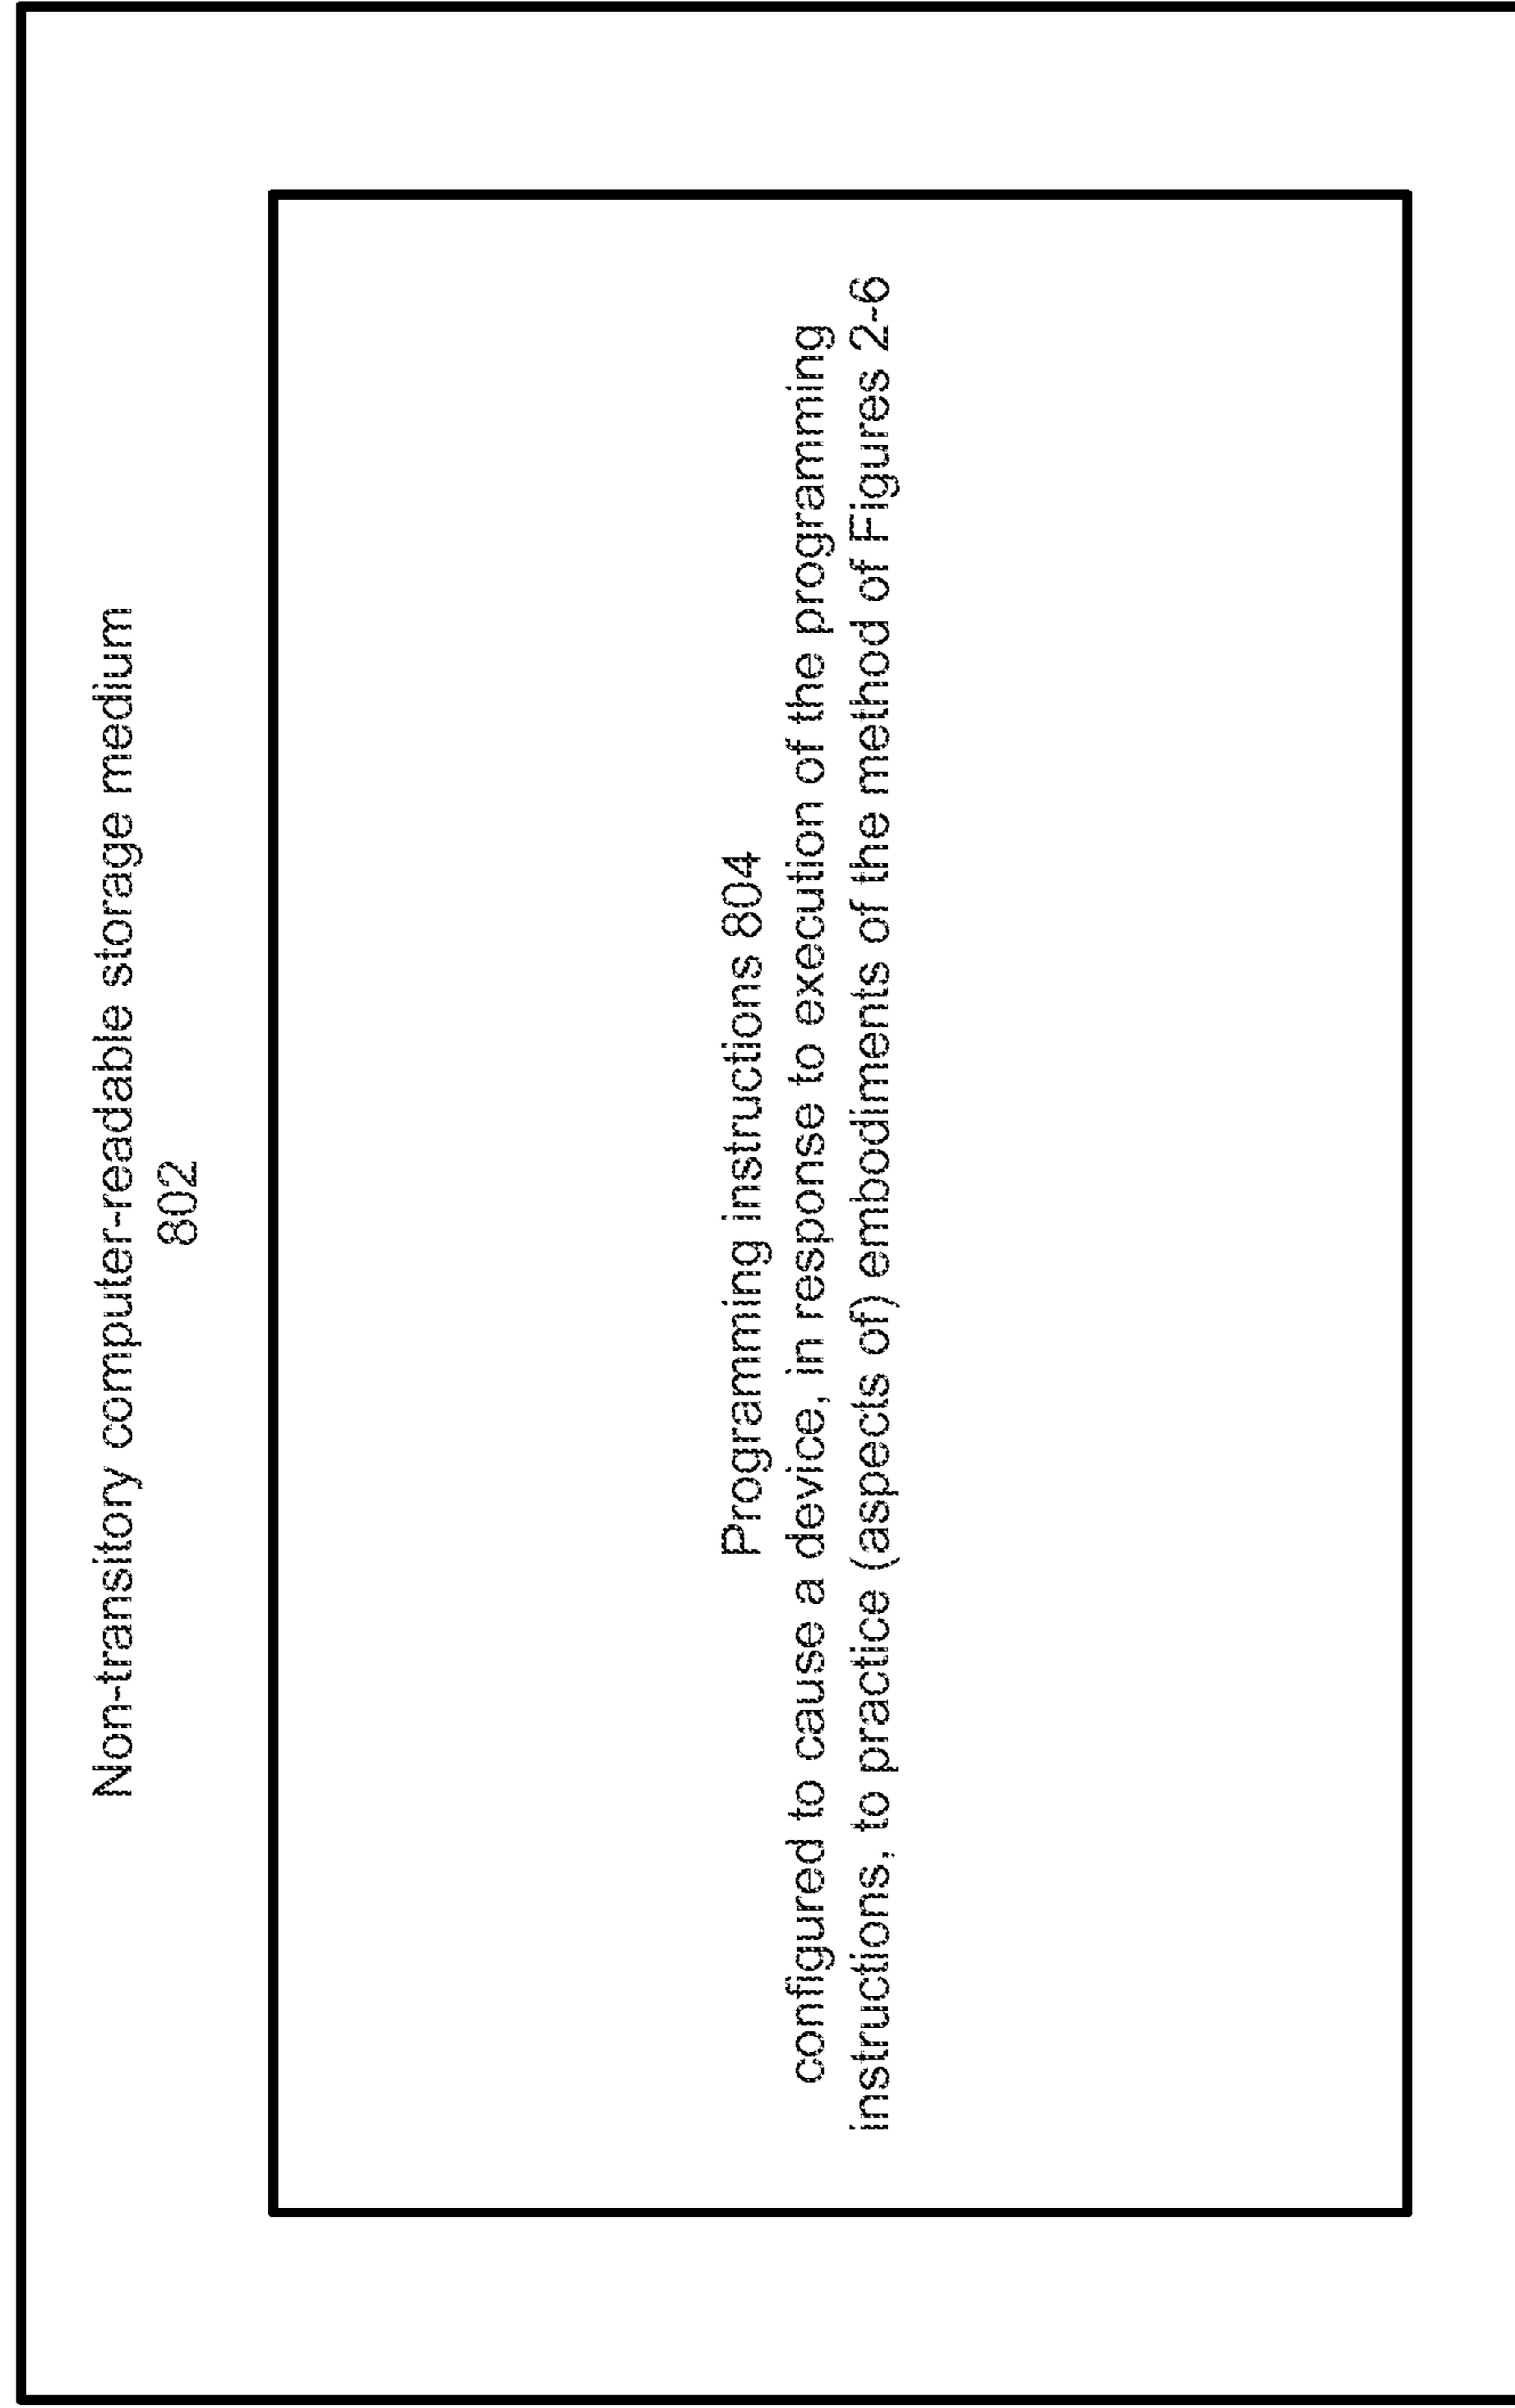 Non-transitory computer-readable storage medium
802
Programming instructions 804
configured to cause a device, in response to execution of the programming
instructions, to practice (aspects of) embodiments of the method of Figures 2-6